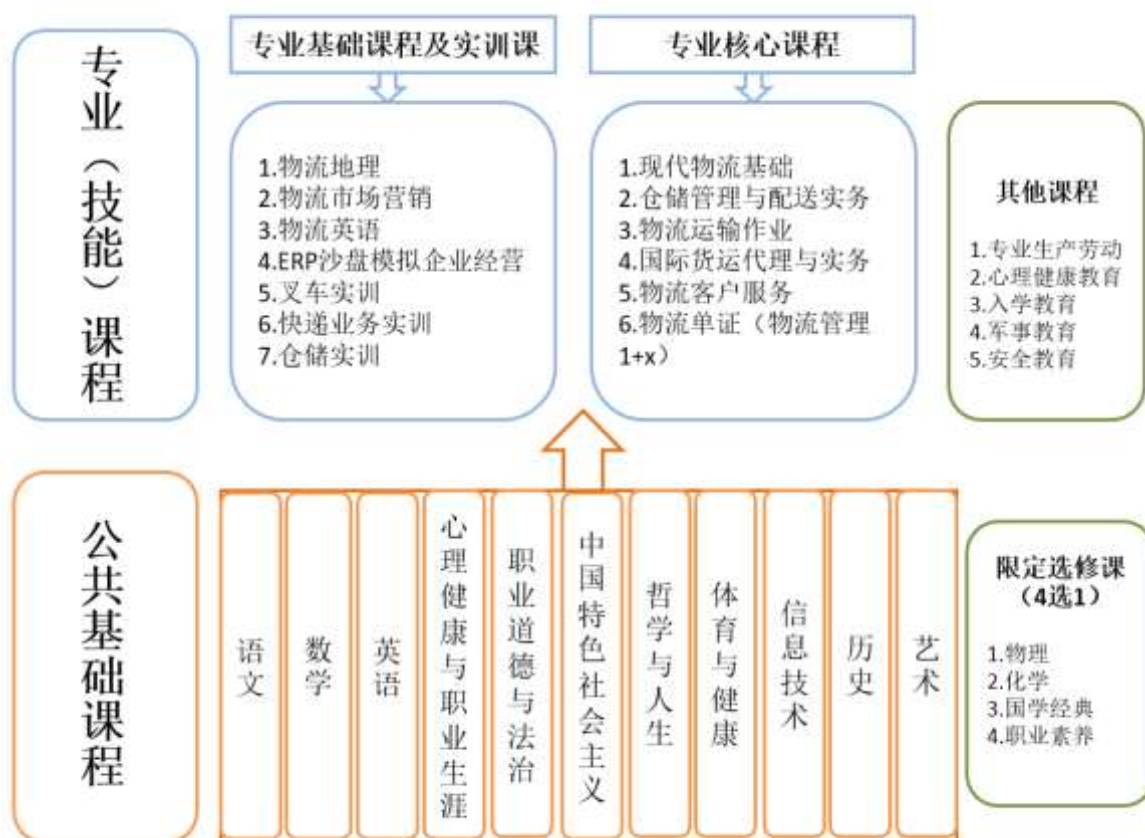 专业（技能）课程
专业基础课程及实训课
1.物流地理
2.物流市场营销
3.物流英语
4.ERP沙盘模拟企业经营
5.叉车实训
6.快递业务实训
7.仓储实训
专业核心课程
1.现代物流基础
2.仓储管理与配送实务
3.物流运输作业
4.国际货运代理与实务
5.物流客户服务
6.物流单证（物流管理
1+x）
其他课程
1.专业生产劳动
2.心理健康教育
3.入学教育
4.军事教育
5.安全教育
公共基础课程
语文
数学
英语
心理健康与职业生涯
职业道德与法治
中国特色社会主义
哲学与人生
体育与健康
信息技术
历史
艺术
限定选修课
（4选1）
1.物理
2.化学
3.国学经典
4.职业素养